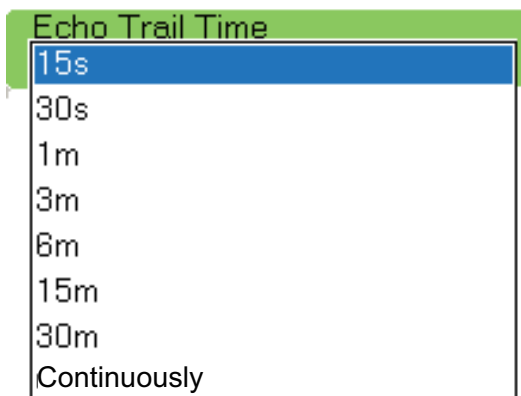 Echo Trail Time
15s
30s
1m
3m
6m
15m
30m
Continuously